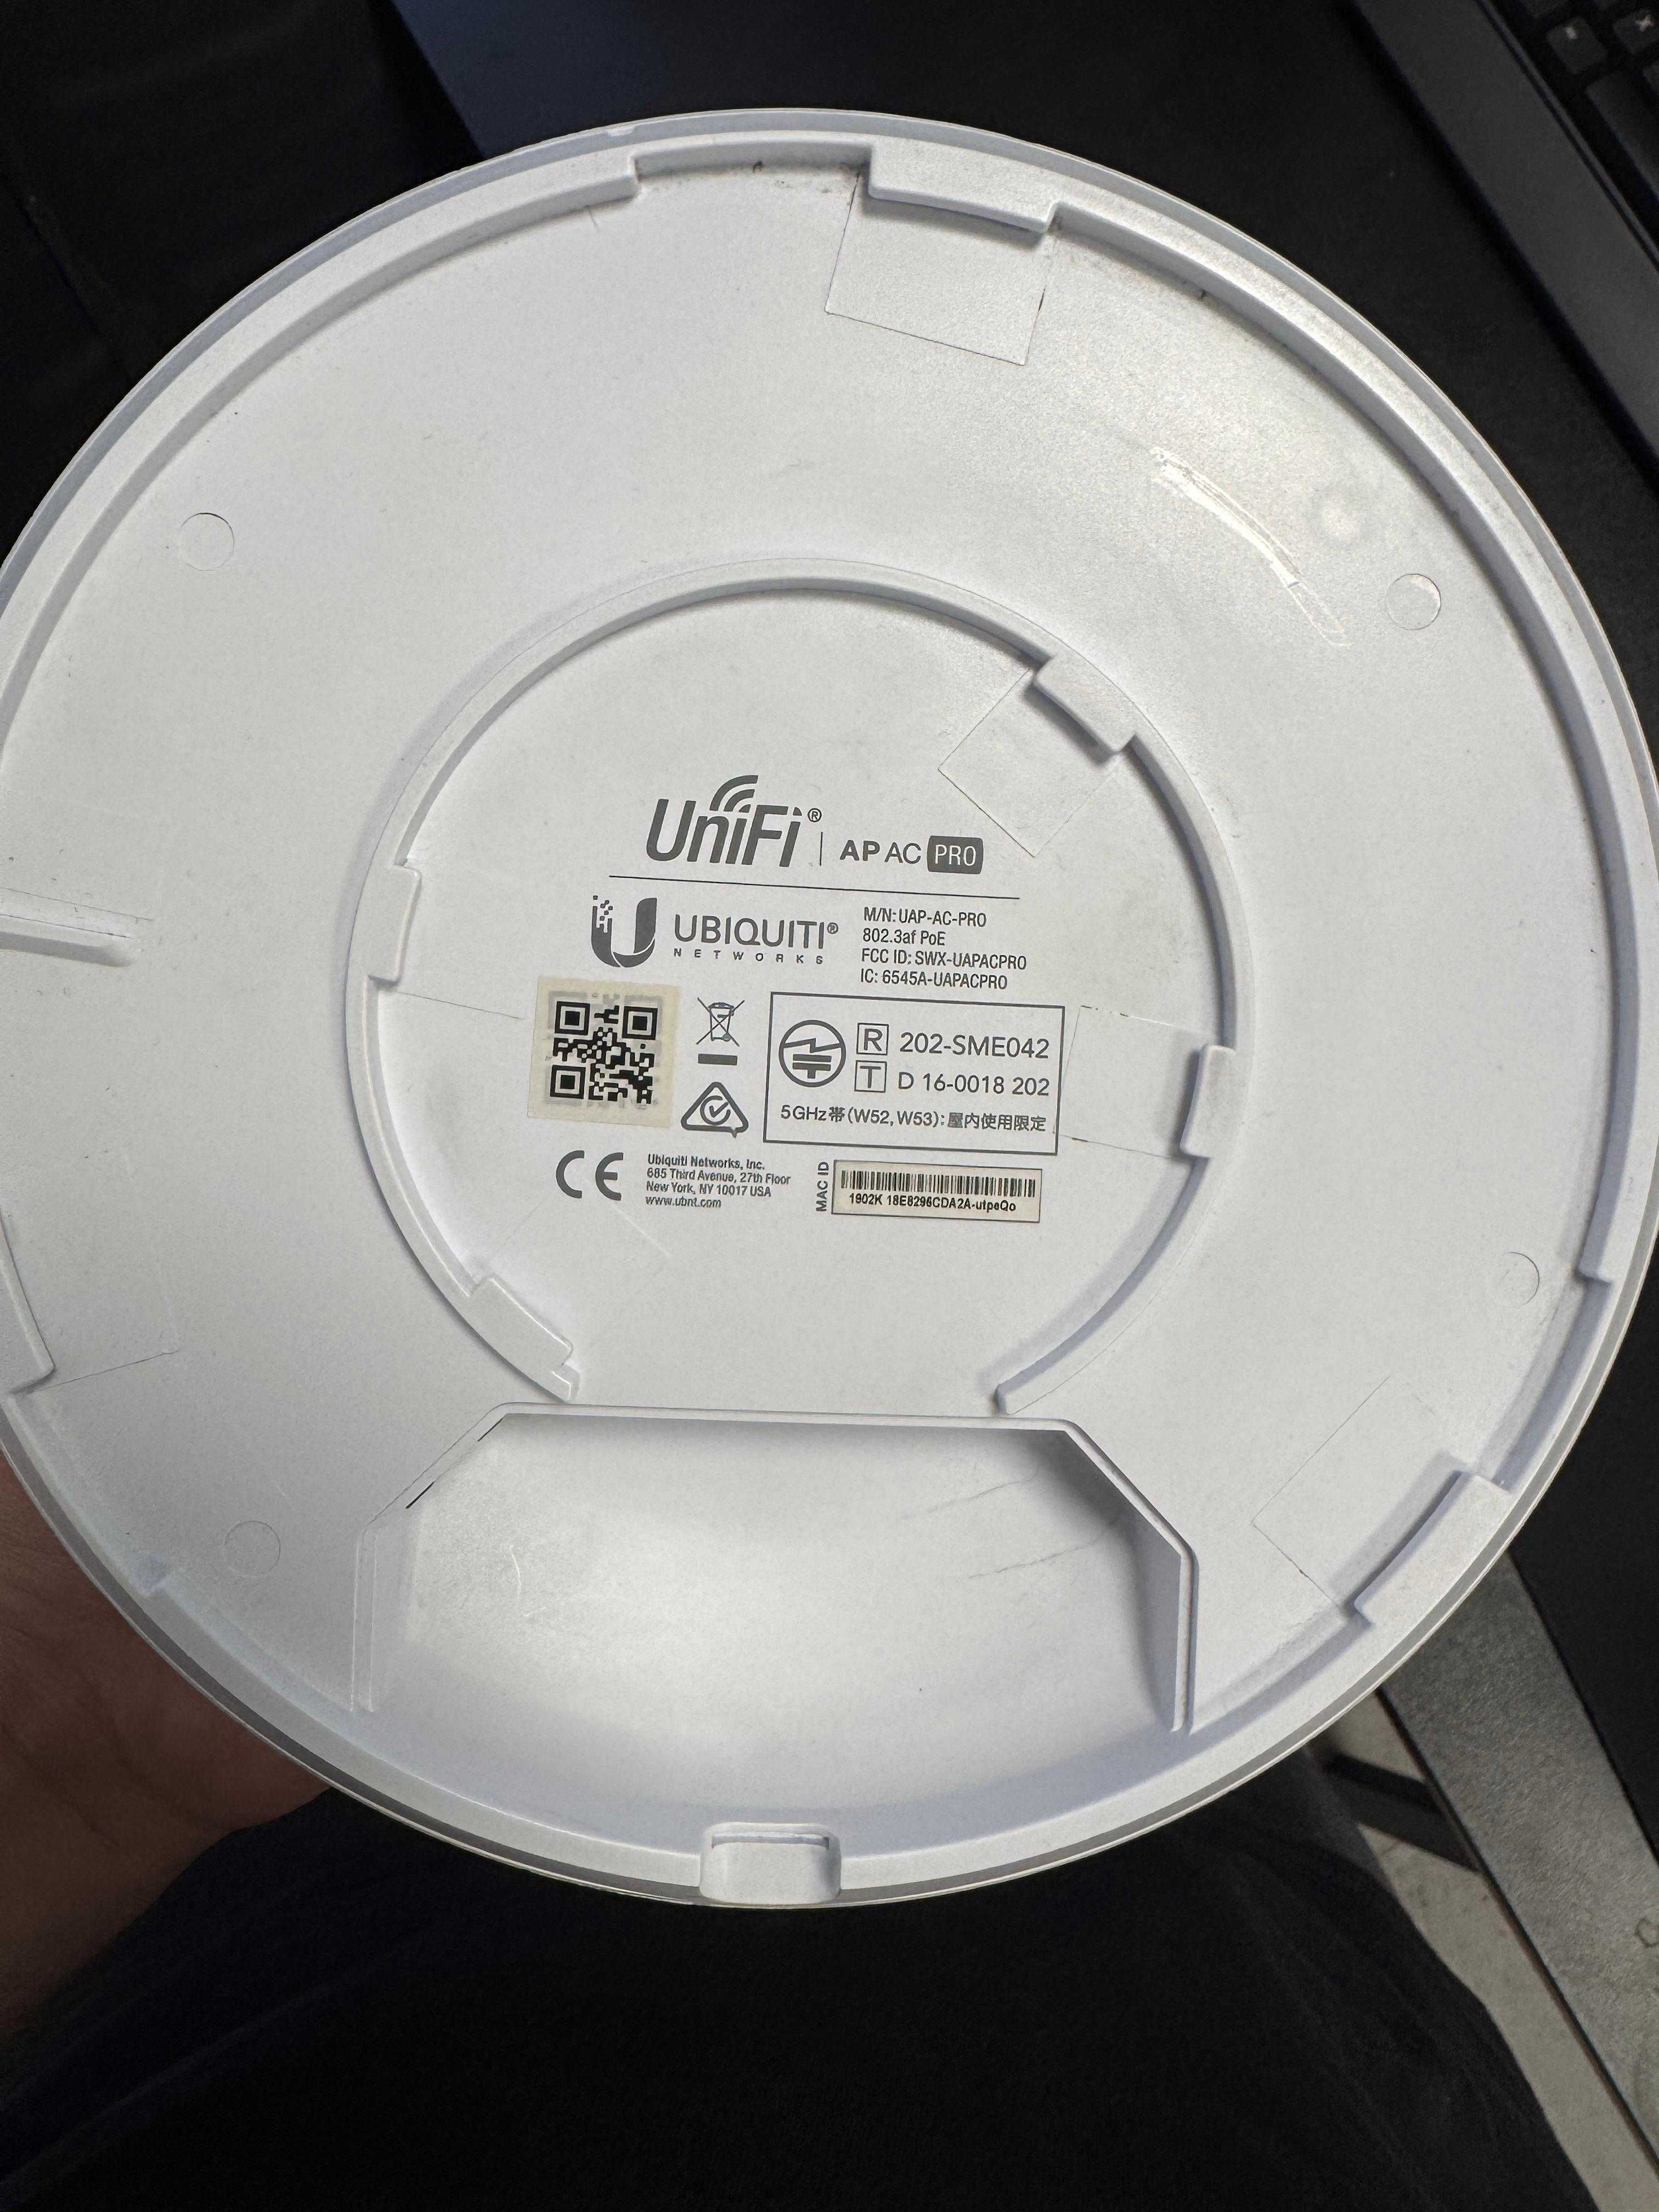 UniFi® | AP AC PRO
UBIQUITI®
NETWORKS
M/N: UAP-AC-PRO
802.3af PoE
FCC ID: SWX-UAPACPRO
IC: 6545A-UAPACPRO
R 202-SME042
T D 16-0018 202
5GHz帯(W52, W53):屋内使用限定
CE
Ubiquiti Networks, Inc.
685 Third Avenue, 27th Floor
New York, NY 10017 USA
www.ubnt.com
MAC ID
1902K 18E8296CDA2A-utpeQo